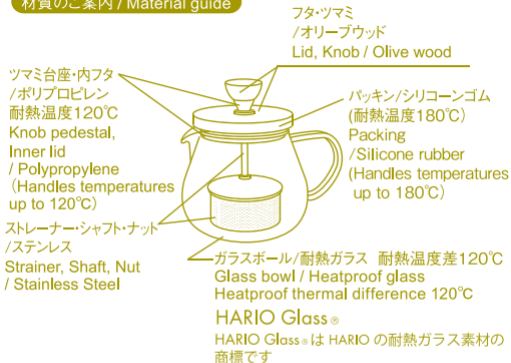 材質のご案内 / Material guide
フタ・ツマミ
/オリーブウッド
Lid, Knob / Olive wood
ツマミ台座・内フタ
/ポリプロピレン
耐熱温度120℃
Knob pedestal,
Inner lid
/ Polypropylene
(Handles temperatures
up to 120℃)
パッキン/シリコーンゴム
(耐熱温度180℃)
Packing
/Silicone rubber
(Handles temperatures
up to 180℃)
ストレーナー・シャフト・ナット
/ステンレス
Strainer, Shaft, Nut
/ Stainless Steel
ガラスボール/耐熱ガラス 耐熱温度差120℃
Glass bowl / Heatproof glass
Heatproof thermal difference 120℃
HARIO Glass®
HARIO Glass®は HARIO の耐熱ガラス素材の
商標です